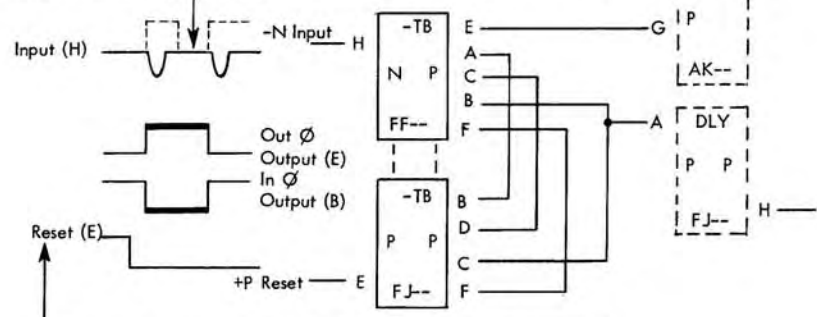 Input (H)
-N Input
H
-TB
N P
FF--
E
A
C
B
F
G
P
AK--
A
DLY
P P
FJ--
H
Out Ø
Output (E)
In Ø
Output (B)
Reset (E)
+P Reset
E
-TB
P P
FJ--
B
D
C
F